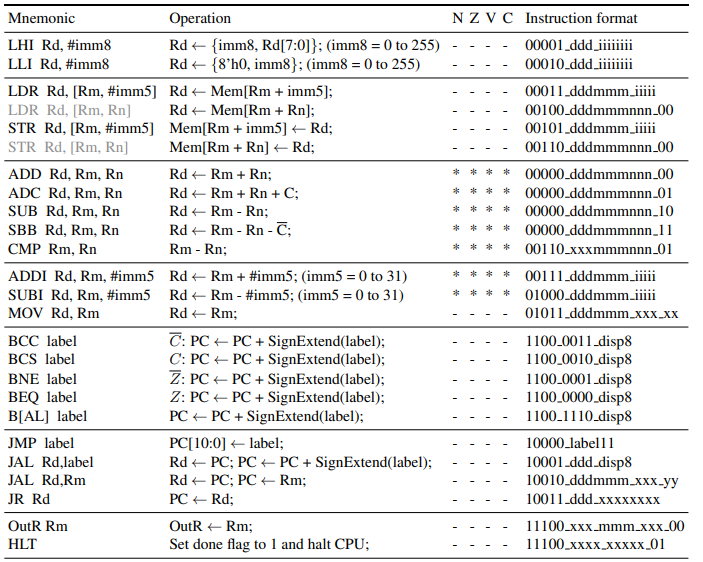 Mnemonic Operation N Z V C Instruction format
LHI Rd, #imm8 Rd ← {imm8, Rd[7:0]}; (imm8 = 0 to 255) - - - - 00001_ddd_iiiiiiii
LLI Rd, #imm8 Rd ← {8'h0, imm8}; (imm8 = 0 to 255) - - - - 00010_ddd_iiiiiiii
LDR Rd, [Rm, #imm5] Rd ← Mem[Rm + imm5]; - - - - 00011_dddmmm_iiiii
LDR Rd, [Rm, Rn] Rd ← Mem[Rm + Rn]; - - - - 00100_dddmmmnnn_00
STR Rd, [Rm, #imm5] Mem[Rm + imm5] ← Rd; - - - - 00101_dddmmm_iiiii
STR Rd, [Rm, Rn] Mem[Rm + Rn] ← Rd; - - - - 00110_dddmmmnnn_00
ADD Rd, Rm, Rn Rd ← Rm + Rn; * * * * 00000_dddmmmnnn_00
ADC Rd, Rm, Rn Rd ← Rm + Rn + C; * * * * 00000_dddmmmnnn_01
SUB Rd, Rm, Rn Rd ← Rm - Rn; * * * * 00000_dddmmmnnn_10
SBB Rd, Rm, Rn Rd ← Rm - Rn - C̅; * * * * 00000_dddmmmnnn_11
CMP Rm, Rn Rm - Rn; * * * * 00110_xxxmmmnnn_01
ADDI Rd, Rm, #imm5 Rd ← Rm + #imm5; (imm5 = 0 to 31) * * * * 00111_dddmmm_iiiii
SUBI Rd, Rm, #imm5 Rd ← Rm - #imm5; (imm5 = 0 to 31) * * * * 01000_dddmmm_iiiii
MOV Rd, Rm Rd ← Rm; - - - - 01011_dddmmm_xxx_xx
BCC label C̅: PC ← PC + SignExtend(label); - - - - 1100_0011_disp8
BCS label C: PC ← PC + SignExtend(label); - - - - 1100_0010_disp8
BNE label Z̅: PC ← PC + SignExtend(label); - - - - 1100_0001_disp8
BEQ label Z: PC ← PC + SignExtend(label); - - - - 1100_0000_disp8
B[AL] label PC ← PC + SignExtend(label); - - - - 1100_1110_disp8
JMP label PC[10:0] ← label; - - - - 10000_label11
JAL Rd,label Rd ← PC; PC ← PC + SignExtend(label); - - - - 10001_ddd_disp8
JAL Rd,Rm Rd ← PC; PC ← Rm; - - - - 10010_dddmmm_xxx_yy
JR Rd PC ← Rd; - - - - 10011_ddd_xxxxxxxx
OutR Rm OutR ← Rm; - - - - 11100_xxx_mmm_xxx_00
HLT Set done flag to 1 and halt CPU; - - - - 11100_xxxx_xxxxx_01